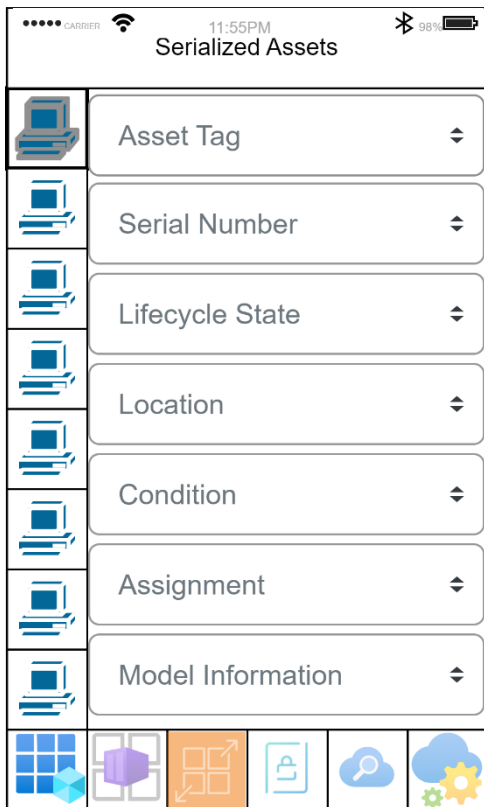 CARRIER
11:55PM
98%
Serialized Assets
Asset Tag
Serial Number
Lifecycle State
Location
Condition
Assignment
Model Information